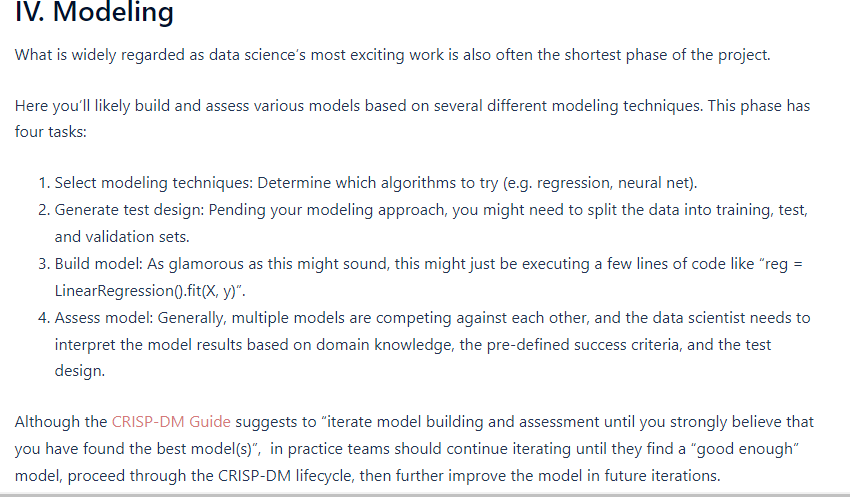 IV. Modeling
What is widely regarded as data science's most exciting work is also often the shortest phase of the project.
Here you'll likely build and assess various models based on several different modeling techniques. This phase has
four tasks:
1. Select modeling techniques: Determine which algorithms to try (e.g. regression, neural net).
2. Generate test design: Pending your modeling approach, you might need to split the data into training, test,
and validation sets.
3. Build model: As glamorous as this might sound, this might just be executing a few lines of code like “reg =
LinearRegression().fit(X, y)”.
4. Assess model: Generally, multiple models are competing against each other, and the data scientist needs to
interpret the model results based on domain knowledge, the pre-defined success criteria, and the test
design.
Although the CRISP-DM Guide suggests to “iterate model building and assessment until you strongly believe that
you have found the best model(s)”,  in practice teams should continue iterating until they find a “good enough”
model, proceed through the CRISP-DM lifecycle, then further improve the model in future iterations.